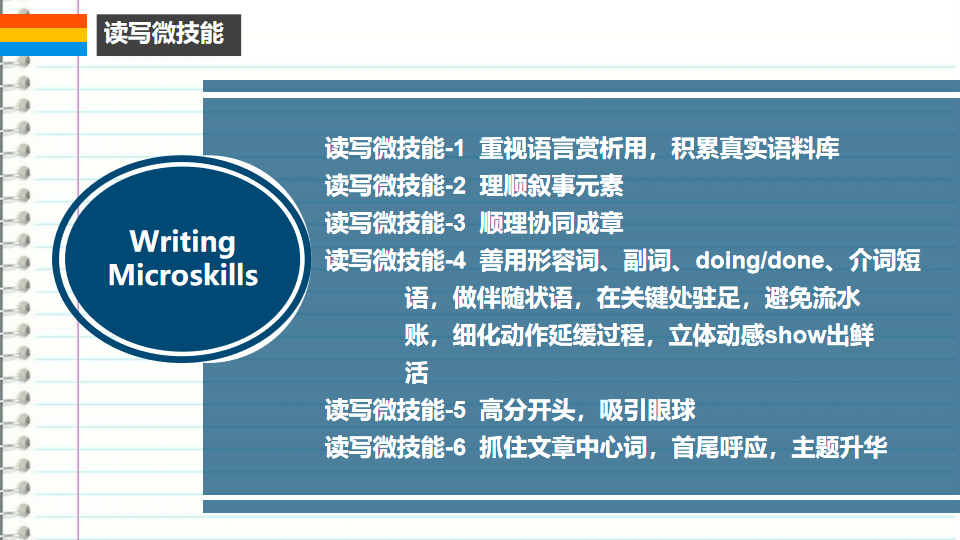 读写微技能
Writing
Microskills
读写微技能-1 重视语言赏析用，积累真实语料库
读写微技能-2 理顺叙事元素
读写微技能-3 顺理协同成章
读写微技能-4 善用形容词、副词、doing/done、介词短
语，做伴随状语，在关键处驻足，避免流水
账，细化动作延缓过程，立体动感show出鲜
活
读写微技能-5 高分开头，吸引眼球
读写微技能-6 抓住文章中心词，首尾呼应，主题升华